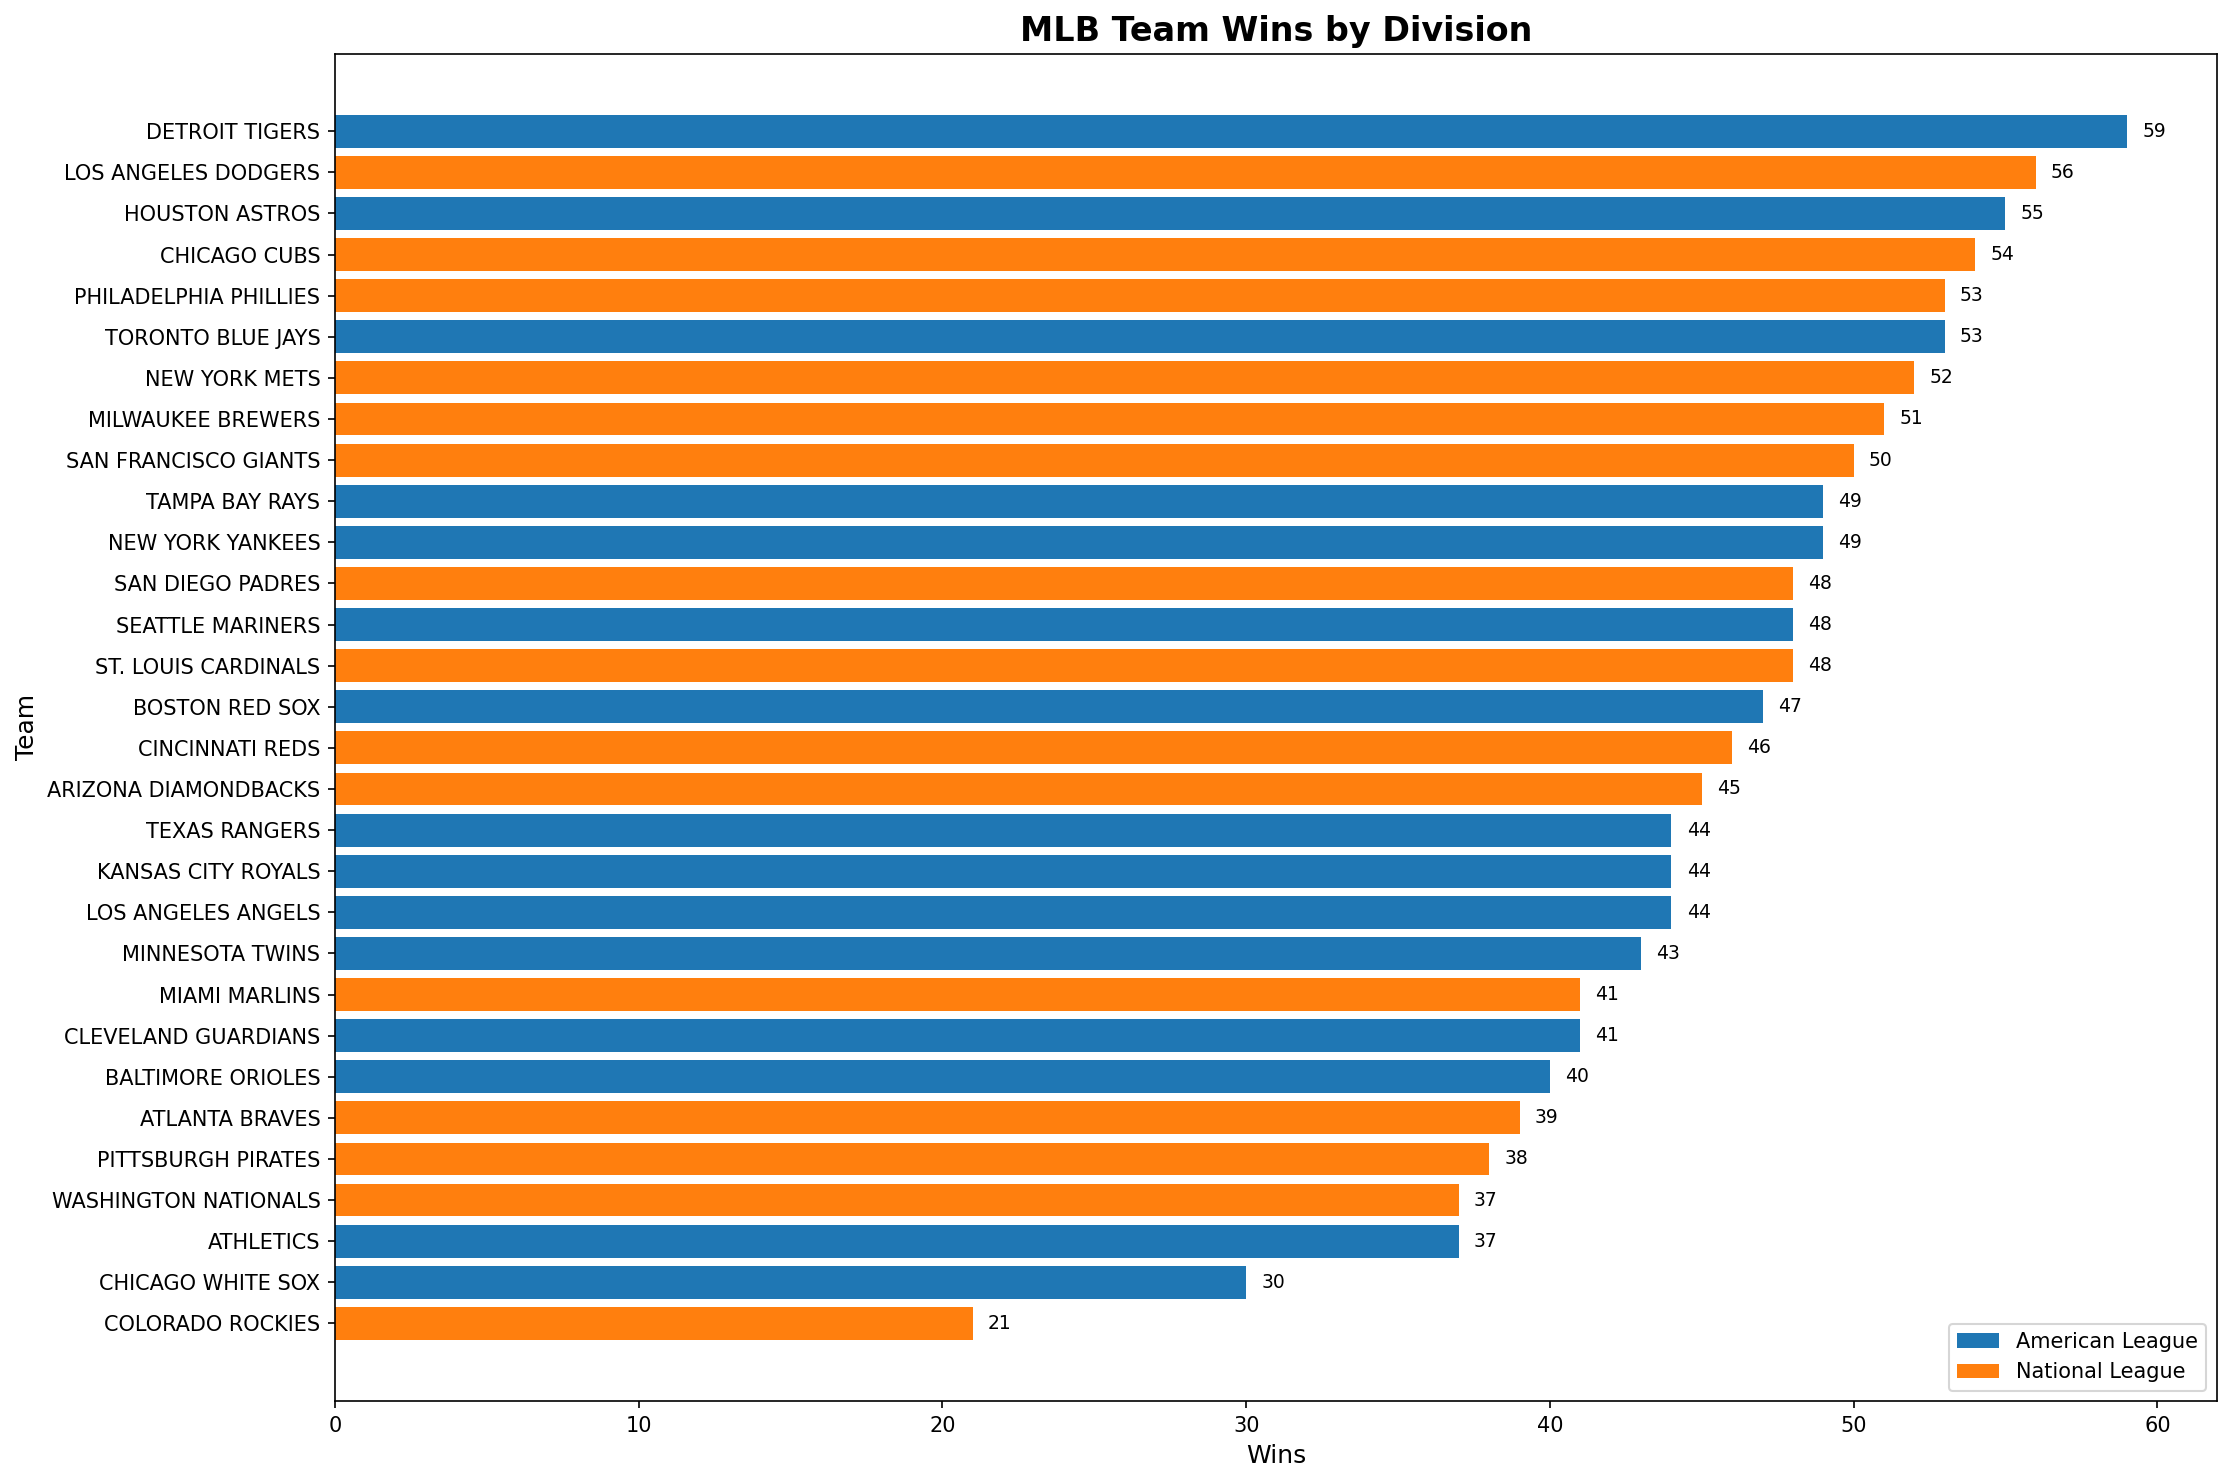 MLB Team Wins by Division
DETROIT TIGERS 59
LOS ANGELES DODGERS 56
HOUSTON ASTROS 55
CHICAGO CUBS 54
PHILADELPHIA PHILLIES 53
TORONTO BLUE JAYS 53
NEW YORK METS 52
MILWAUKEE BREWERS 51
SAN FRANCISCO GIANTS 50
TAMPA BAY RAYS 49
NEW YORK YANKEES 49
SAN DIEGO PADRES 48
SEATTLE MARINERS 48
ST. LOUIS CARDINALS 48
BOSTON RED SOX 47
CINCINNATI REDS 46
ARIZONA DIAMONDBACKS 45
TEXAS RANGERS 44
KANSAS CITY ROYALS 44
LOS ANGELES ANGELS 44
MINNESOTA TWINS 43
MIAMI MARLINS 41
CLEVELAND GUARDIANS 41
BALTIMORE ORIOLES 40
ATLANTA BRAVES 39
PITTSBURGH PIRATES 38
WASHINGTON NATIONALS 37
ATHLETICS 37
CHICAGO WHITE SOX 30
COLORADO ROCKIES 21
Team
American League
National League
0 10 20 30 40 50 60
Wins